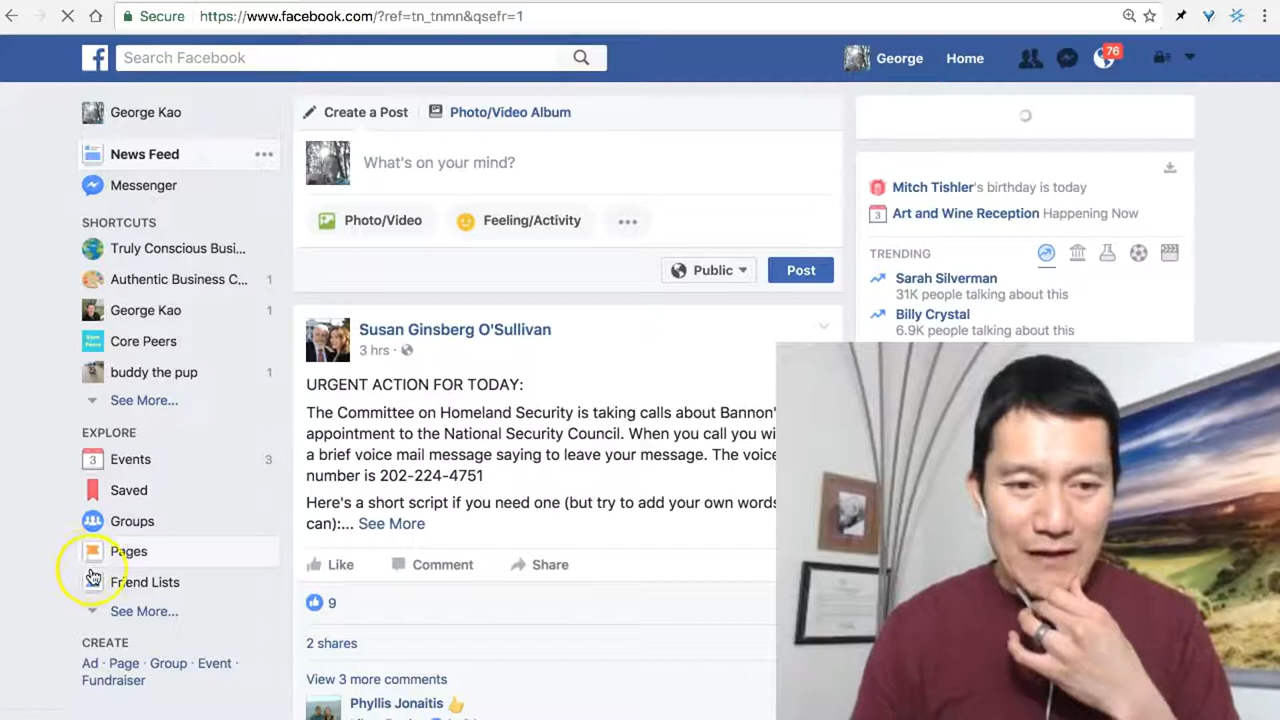 Secure https://www.facebook.com/?ref=tn_tnmn&qsefr=1
Search Facebook
George Home 76
George Kao
News Feed
Messenger
SHORTCUTS
Truly Conscious Busi...
Authentic Business C... 1
George Kao 1
Core Peers
buddy the pup 1
See More...
EXPLORE
3 Events 3
Saved
Groups
Pages
Friend Lists
See More...
CREATE
Ad · Page · Group · Event ·
Fundraiser
Create a Post Photo/Video Album
What's on your mind?
Photo/Video Feeling/Activity
Public Post
Susan Ginsberg O'Sullivan
3 hrs ·
URGENT ACTION FOR TODAY:
The Committee on Homeland Security is taking calls about Bannon'
appointment to the National Security Council. When you call you wi
a brief voice mail message saying to leave your message. The voice
number is 202-224-4751
Here's a short script if you need one (but try to add your own words
can):... See More
Like Comment Share
9
2 shares
View 3 more comments
Phyllis Jonaitis
Mitch Tishler's birthday is today
3 Art and Wine Reception Happening Now
TRENDING
Sarah Silverman
31K people talking about this
Billy Crystal
6.9K people talking about this